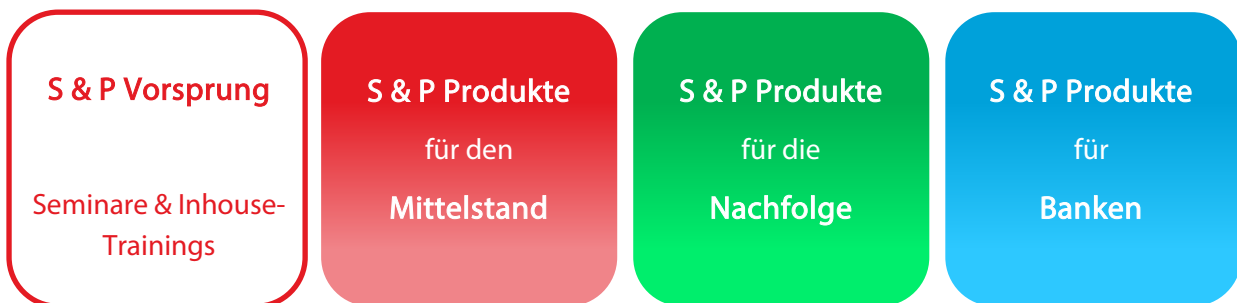 S & P Vorsprung
Seminare & Inhouse-
Trainings
S & P Produkte
für den
Mittelstand
S & P Produkte
für die
Nachfolge
S & P Produkte
für
Banken